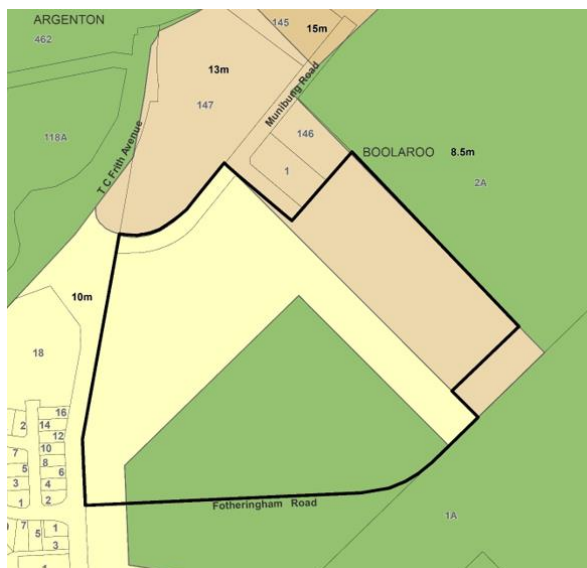 ARGENTON
462
145
15m
13m
147
Munibung Road
118A
T C Frith Avenue
146
1
BOOLAROO 8.5m
2A
10m
18
16
14
12
10
8
6
4
2
2
7
5
3
1
Fotheringham Road
7
5
1
3
1
1A